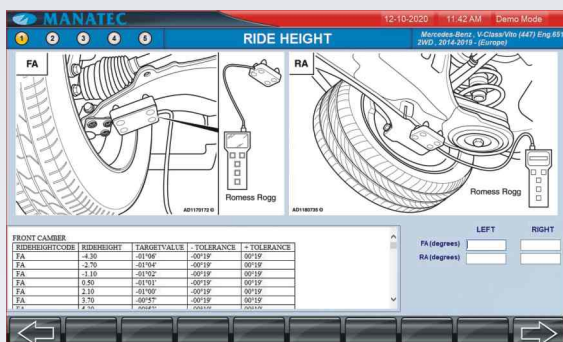 MANATEC
12-10-2020 11:42 AM Demo Mode
1 2 3 4 5
RIDE HEIGHT
Mercedes-Benz , V-Class/Vito (447) Eng.651
2WD , 2014-2019 - (Europe)
FA
Romess Rogg
AD1170172 ©
RA
Romess Rogg
AD1180735 ©
FRONT CAMBER
RIDEHEIGHTCODE RIDEHEIGHT TARGETVALUE - TOLERANCE + TOLERANCE
FA -4.30 -01°06' -00°19' 00°19'
FA -2.70 -01°04' -00°19' 00°19'
FA -1.10 -01°02' -00°19' 00°19'
FA 0.50 -01°01' -00°19' 00°19'
FA 2.10 -01°00' -00°19' 00°19'
FA 3.70 -00°57' -00°19' 00°19'
LEFT RIGHT
FA (degrees)
RA (degrees)